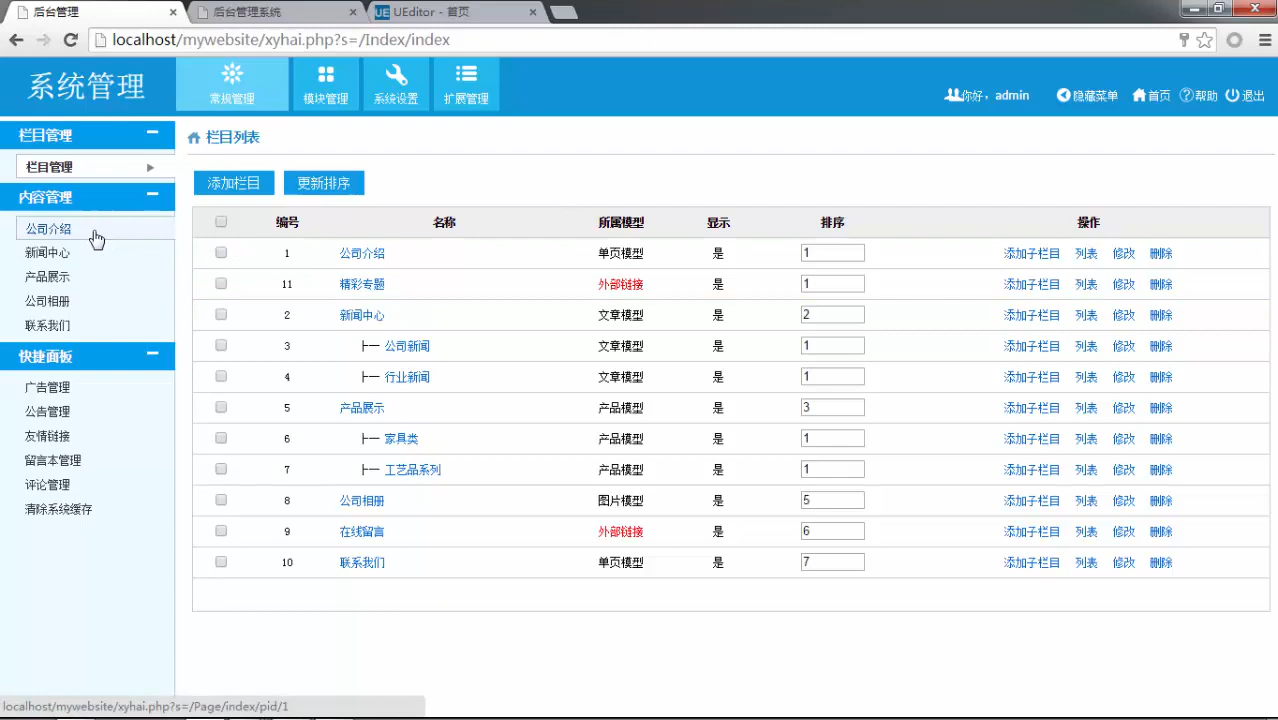 后台管理
后台管理系统
UE UEditor - 首页
localhost/mywebsite/xyhai.php?s=/Index/index
系统管理
常规管理
模块管理
系统设置
扩展管理
你好，admin
隐藏菜单
首页
帮助
退出
栏目管理
栏目管理
内容管理
公司介绍
新闻中心
产品展示
公司相册
联系我们
快捷面板
广告管理
公告管理
友情链接
留言本管理
评论管理
清除系统缓存
栏目列表
添加栏目 更新排序
编号 名称 所属模型 显示 排序 操作
1 公司介绍 单页模型 是 1 添加子栏目 列表 修改 删除
11 精彩专题 外部链接 是 1 添加子栏目 列表 修改 删除
2 新闻中心 文章模型 是 2 添加子栏目 列表 修改 删除
3 ├─ 公司新闻 文章模型 是 1 添加子栏目 列表 修改 删除
4 ├─ 行业新闻 文章模型 是 1 添加子栏目 列表 修改 删除
5 产品展示 产品模型 是 3 添加子栏目 列表 修改 删除
6 ├─ 家具类 产品模型 是 1 添加子栏目 列表 修改 删除
7 ├─ 工艺品系列 产品模型 是 1 添加子栏目 列表 修改 删除
8 公司相册 图片模型 是 5 添加子栏目 列表 修改 删除
9 在线留言 外部链接 是 6 添加子栏目 列表 修改 删除
10 联系我们 单页模型 是 7 添加子栏目 列表 修改 删除
localhost/mywebsite/xyhai.php?s=/Page/index/pid/1